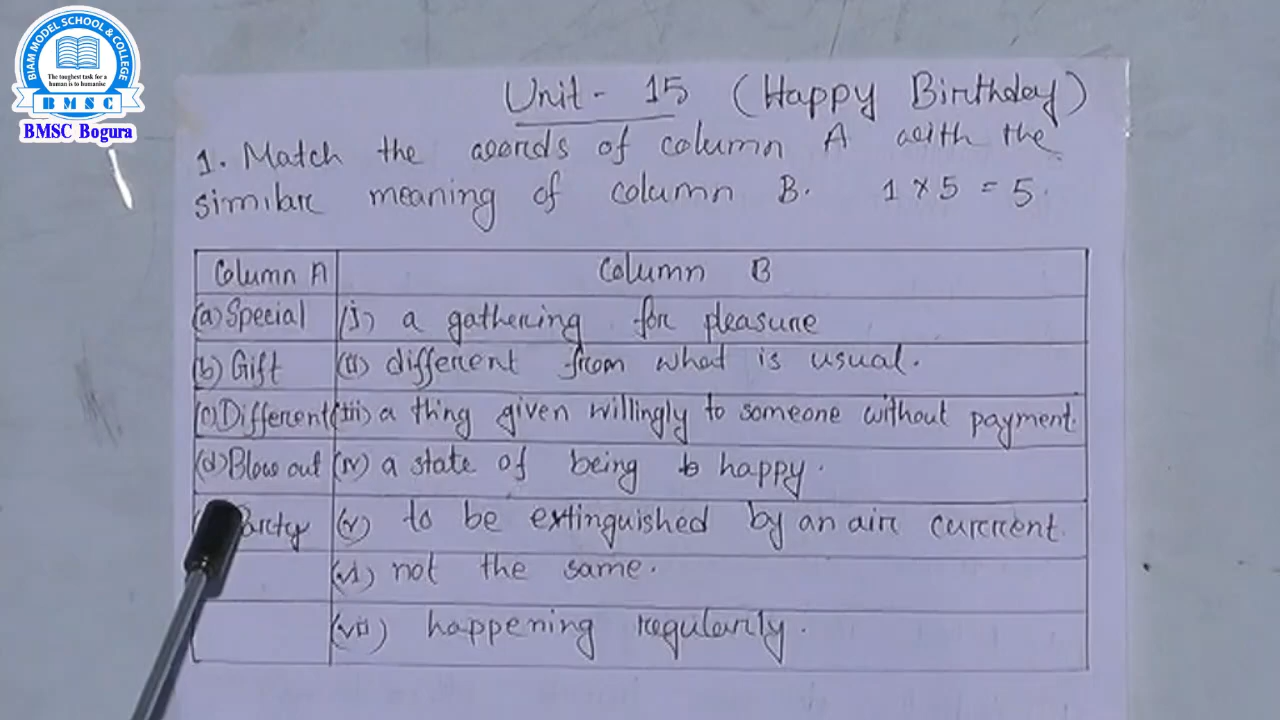 BIAM MODEL SCHOOL & COLLEGE
The toughest task for a
human is to humanise
BMSC
BMSC Bogura
Unit - 15 (Happy Birthday)
1. Match the words of column A with the
similar meaning of column B. 1 × 5 = 5.
Column A Column B
(a) Special (i) a gathering for pleasure
(b) Gift (ii) different from what is usual.
(c) Different (iii) a thing given willingly to someone without payment.
(d) Blow out (iv) a state of being happy.
Party (v) to be extinguished by an air current.
(vi) not the same.
(vii) happening regularly.